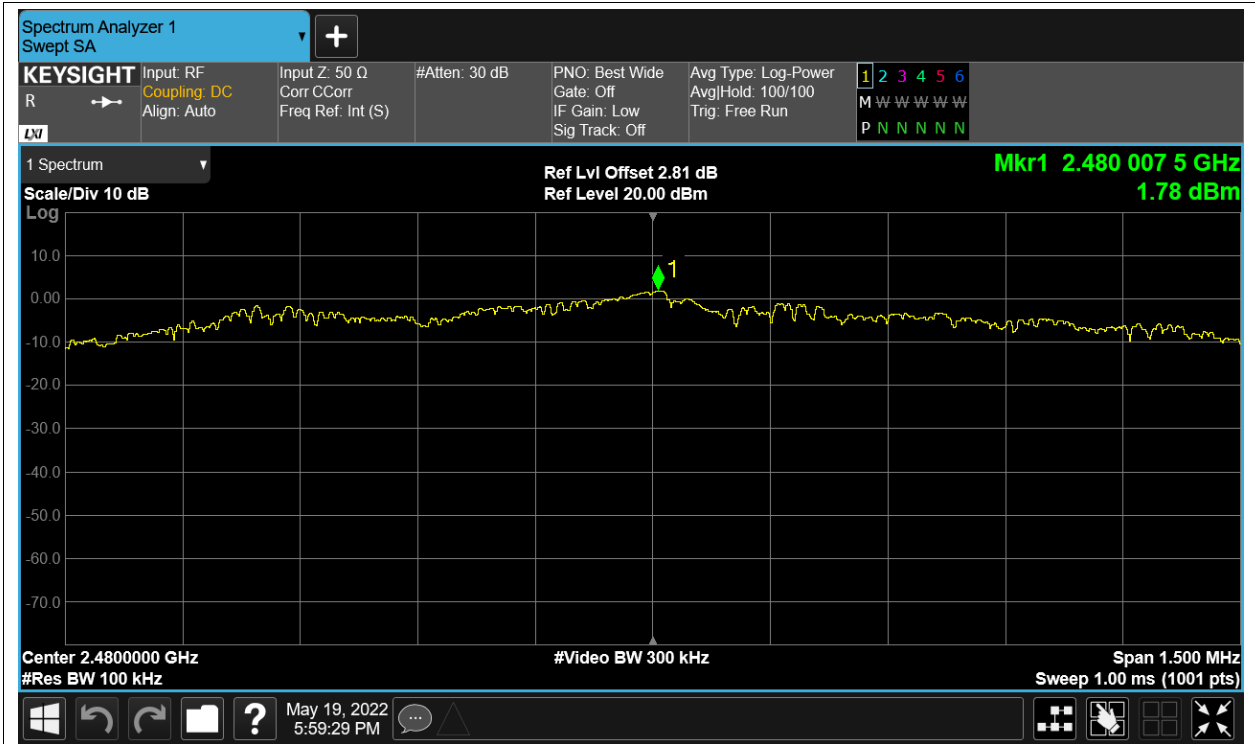 Spectrum Analyzer 1
Swept SA
KEYSIGHT
R
LXI
Input: RF
Coupling: DC
Align: Auto
Input Z: 50 Ω
Corr CCorr
Freq Ref: Int (S)
#Atten: 30 dB
PNO: Best Wide
Gate: Off
IF Gain: Low
Sig Track: Off
Avg Type: Log-Power
Avg|Hold: 100/100
Trig: Free Run
1 2 3 4 5 6
M W W W W W
P N N N N N
1 Spectrum
Scale/Div 10 dB
Log
Ref Lvl Offset 2.81 dB
Ref Level 20.00 dBm
Mkr1 2.480 007 5 GHz
1.78 dBm
1
10.0
0.00
-10.0
-20.0
-30.0
-40.0
-50.0
-60.0
-70.0
Center 2.4800000 GHz
#Res BW 100 kHz
#Video BW 300 kHz
Span 1.500 MHz
Sweep 1.00 ms (1001 pts)
?
May 19, 2022
5:59:29 PM